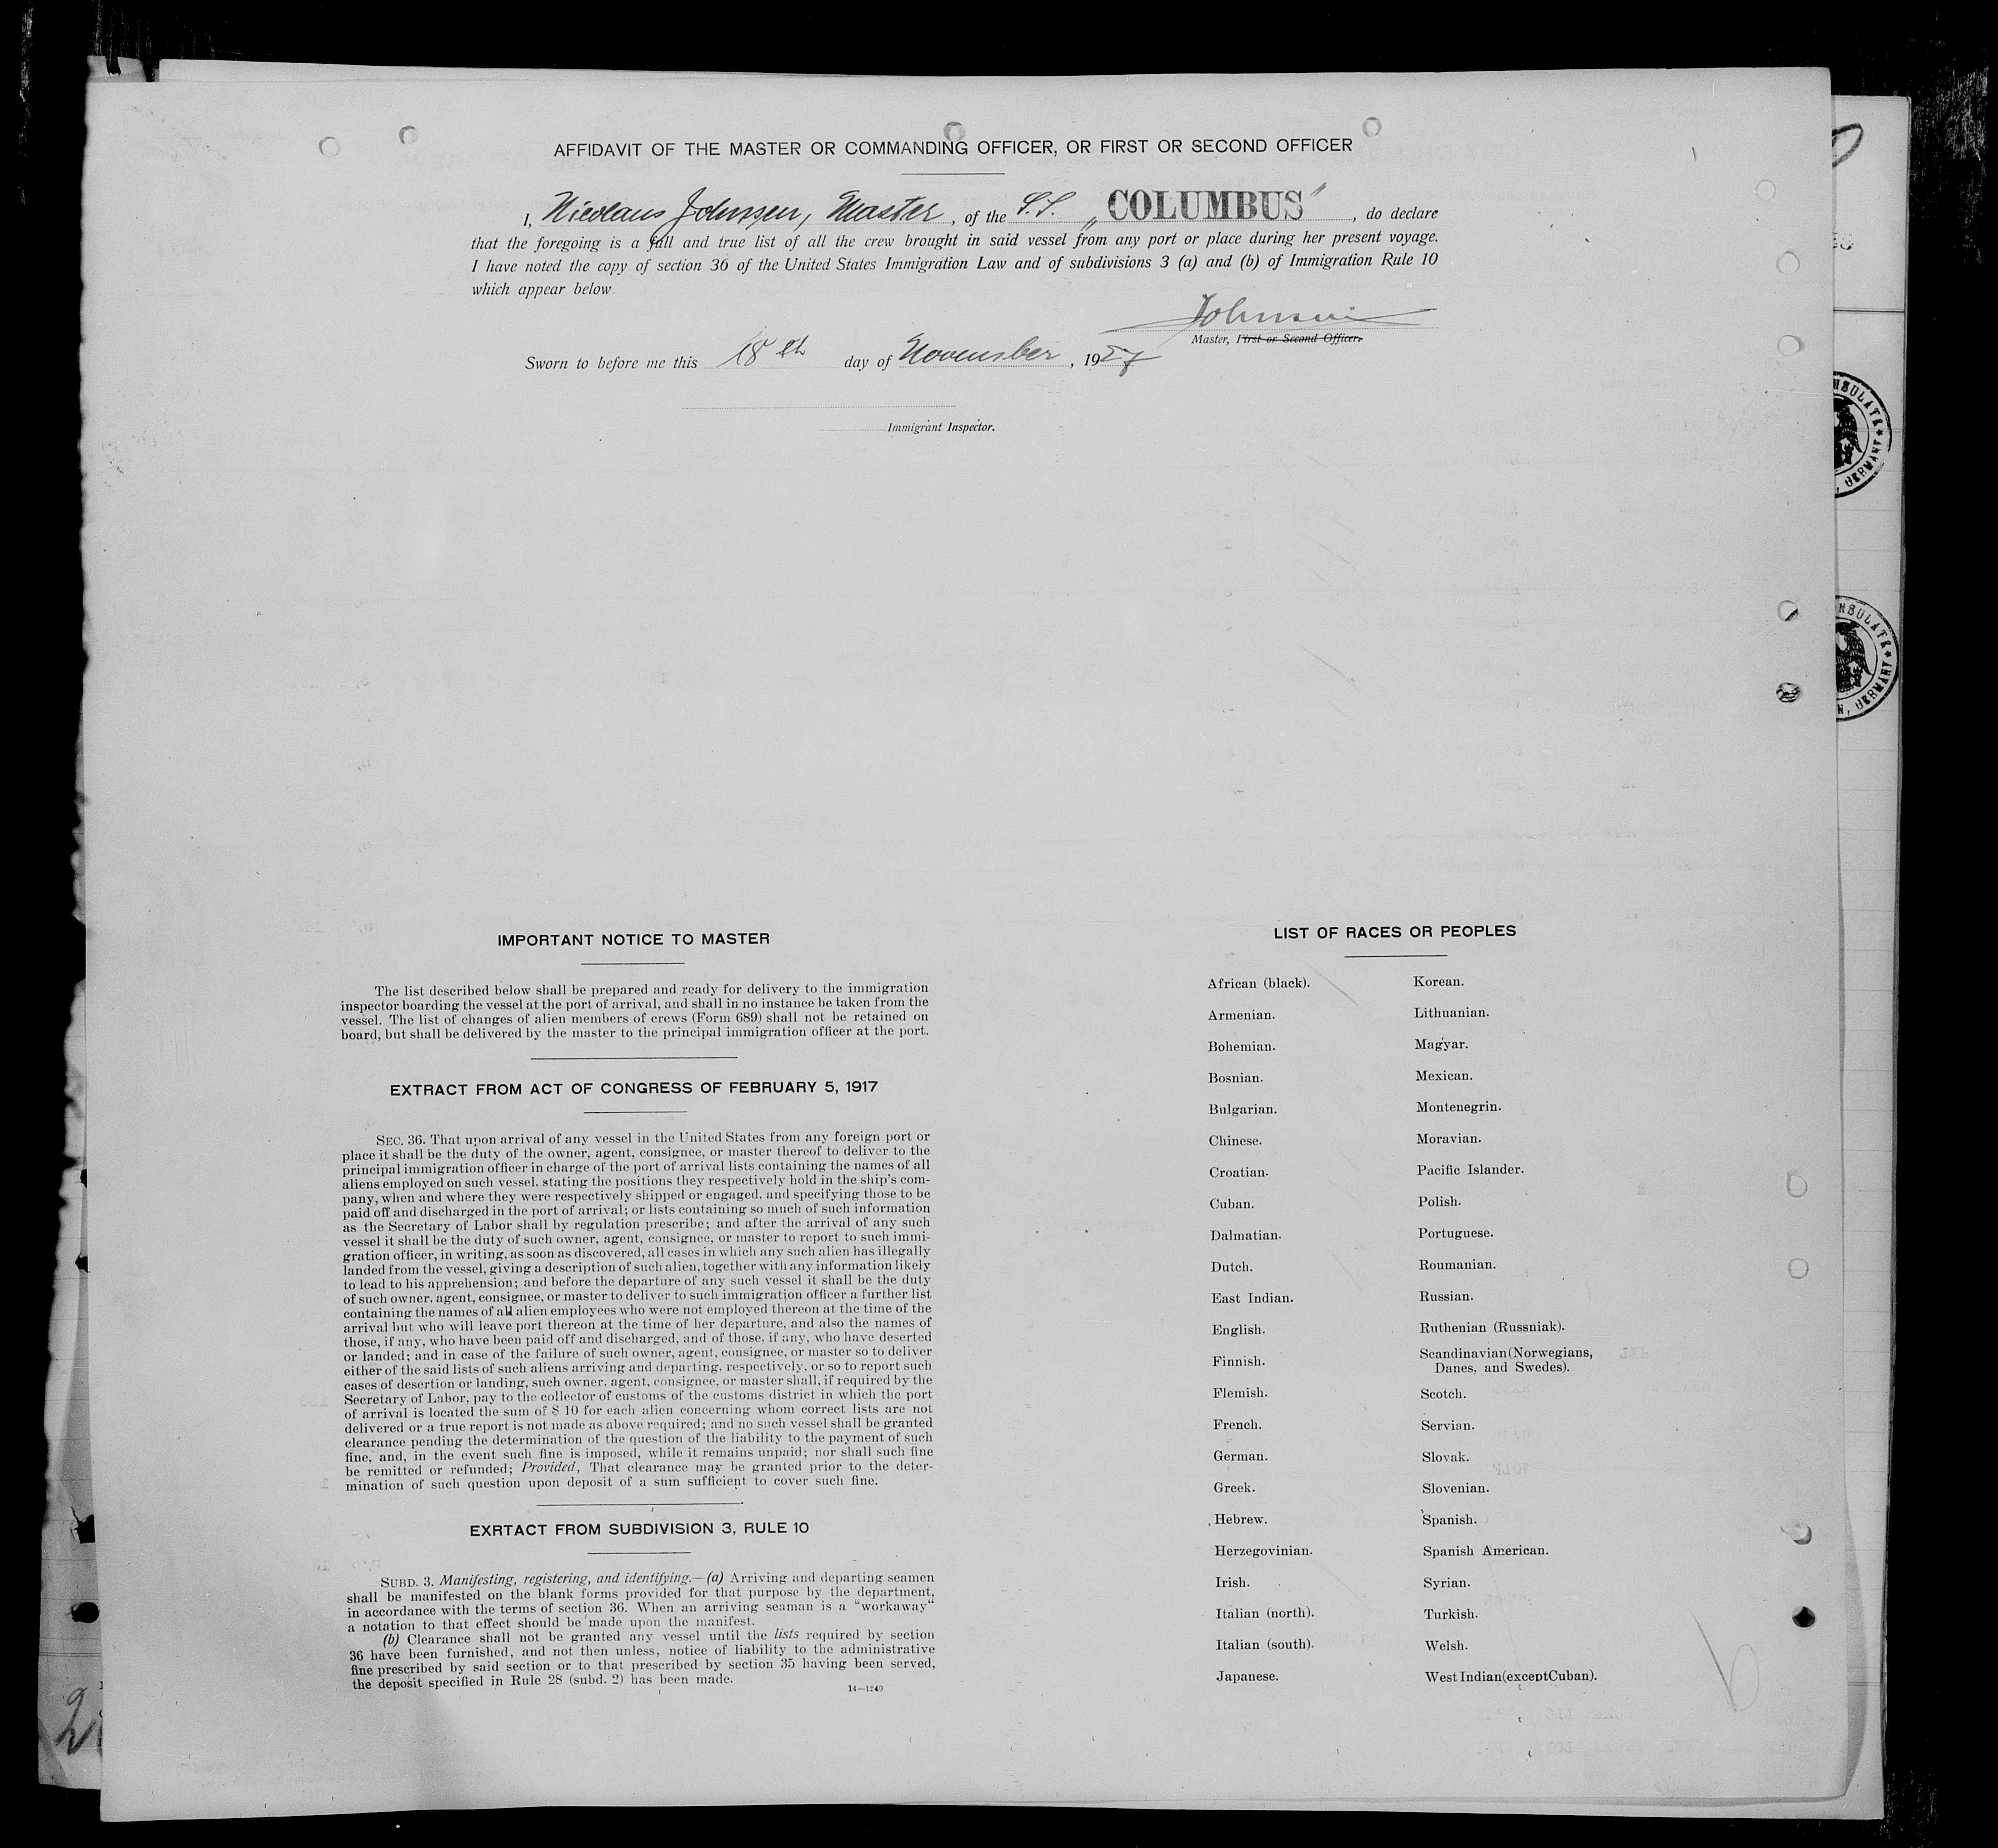 AFFIDAVIT OF THE MASTER OR COMMANDING OFFICER, OR FIRST OR SECOND OFFICER
I, Nicolaus Johnsen, Master, of the S.S. „COLUMBUS", do declare
that the foregoing is a full and true list of all the crew brought in said vessel from any port or place during her present voyage.
I have noted the copy of section 36 of the United States Immigration Law and of subdivisions 3 (a) and (b) of Immigration Rule 10
which appear below.
Johnsen
Master, First or Second Officer.
Sworn to before me this 18th day of November, 1927
Immigrant Inspector.
IMPORTANT NOTICE TO MASTER
The list described below shall be prepared and ready for delivery to the immigration
inspector boarding the vessel at the port of arrival, and shall in no instance be taken from the
vessel. The list of changes of alien members of crews (Form 689) shall not be retained on
board, but shall be delivered by the master to the principal immigration officer at the port.
EXTRACT FROM ACT OF CONGRESS OF FEBRUARY 5, 1917
SEC. 36. That upon arrival of any vessel in the United States from any foreign port or
place it shall be the duty of the owner, agent, consignee, or master thereof to deliver to the
principal immigration officer in charge of the port of arrival lists containing the names of all
aliens employed on such vessel, stating the positions they respectively hold in the ship's com-
pany, when and where they were respectively shipped or engaged, and specifying those to be
paid off and discharged in the port of arrival; or lists containing so much of such information
as the Secretary of Labor shall by regulation prescribe; and after the arrival of any such
vessel it shall be the duty of such owner, agent, consignee, or master to report to such immi-
gration officer, in writing, as soon as discovered, all cases in which any such alien has illegally
landed from the vessel, giving a description of such alien, together with any information likely
to lead to his apprehension; and before the departure of any such vessel it shall be the duty
of such owner, agent, consignee, or master to deliver to such immigration officer a further list
containing the names of all alien employees who were not employed thereon at the time of the
arrival but who will leave port thereon at the time of her departure, and also the names of
those, if any, who have been paid off and discharged, and of those, if any, who have deserted
or landed; and in case of the failure of such owner, agent, consignee, or master so to deliver
either of the said lists of such aliens arriving and departing, respectively, or so to report such
cases of desertion or landing, such owner, agent, consignee, or master shall, if required by the
Secretary of Labor, pay to the collector of customs of the customs district in which the port
of arrival is located the sum of $ 10 for each alien concerning whom correct lists are not
delivered or a true report is not made as above required; and no such vessel shall be granted
clearance pending the determination of the question of the liability to the payment of such
fine, and, in the event such fine is imposed, while it remains unpaid; nor shall such fine
be remitted or refunded; Provided, That clearance may be granted prior to the deter-
mination of such question upon deposit of a sum sufficient to cover such fine.
EXRTACT FROM SUBDIVISION 3, RULE 10
SUBD. 3. Manifesting, registering, and identifying.—(a) Arriving and departing seamen
shall be manifested on the blank forms provided for that purpose by the department,
in accordance with the terms of section 36. When an arriving seaman is a "workaway"
a notation to that effect should be made upon the manifest.
(b) Clearance shall not be granted any vessel until the lists required by section
36 have been furnished, and not then unless, notice of liability to the administrative
fine prescribed by said section or to that prescribed by section 35 having been served,
the deposit specified in Rule 28 (subd. 2) has been made.
14—1240
LIST OF RACES OR PEOPLES
African (black).
Armenian.
Bohemian.
Bosnian.
Bulgarian.
Chinese.
Croatian.
Cuban.
Dalmatian.
Dutch.
East Indian.
English.
Finnish.
Flemish.
French.
German.
Greek.
Hebrew.
Herzegovinian.
Irish.
Italian (north).
Italian (south).
Japanese.
Korean.
Lithuanian.
Magyar.
Mexican.
Montenegrin.
Moravian.
Pacific Islander.
Polish.
Portuguese.
Roumanian.
Russian.
Ruthenian (Russniak).
Scandinavian (Norwegians,
Danes, and Swedes).
Scotch.
Servian.
Slovak.
Slovenian.
Spanish.
Spanish American.
Syrian.
Turkish.
Welsh.
West Indian (except Cuban).